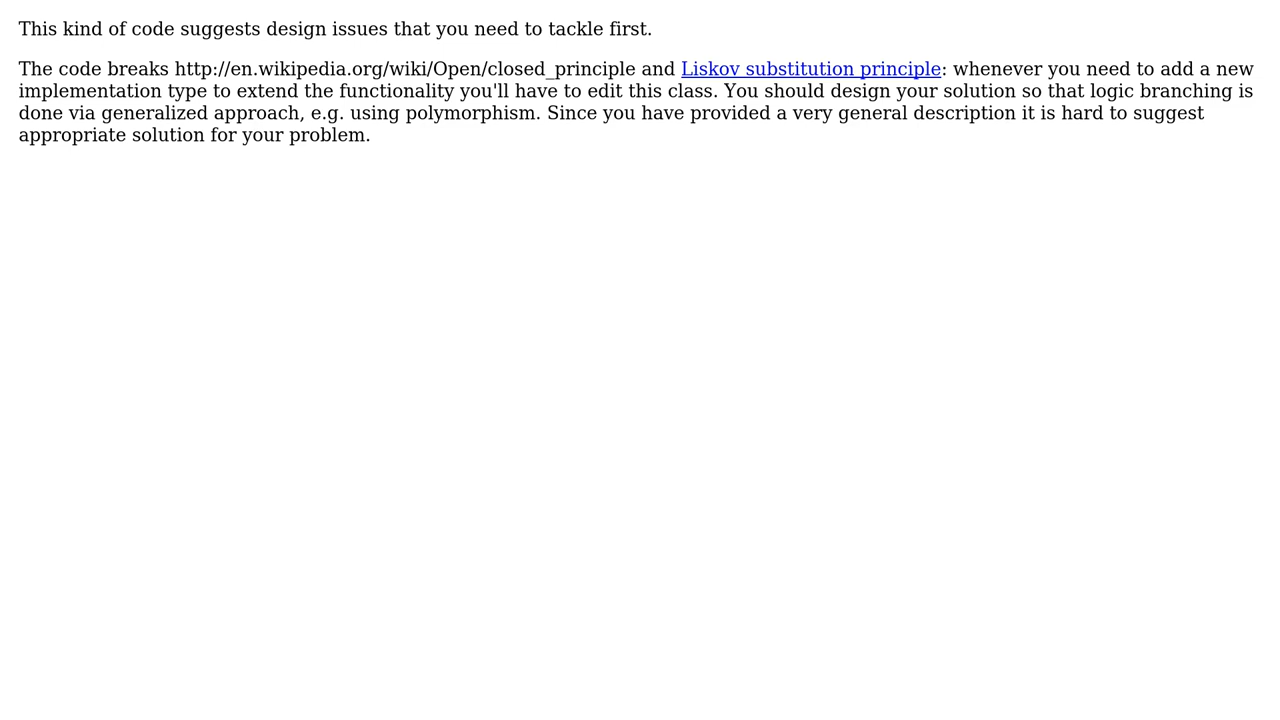 This kind of code suggests design issues that you need to tackle first.
The code breaks http://en.wikipedia.org/wiki/Open/closed_principle and Liskov substitution principle: whenever you need to add a new
implementation type to extend the functionality you'll have to edit this class. You should design your solution so that logic branching is
done via generalized approach, e.g. using polymorphism. Since you have provided a very general description it is hard to suggest
appropriate solution for your problem.